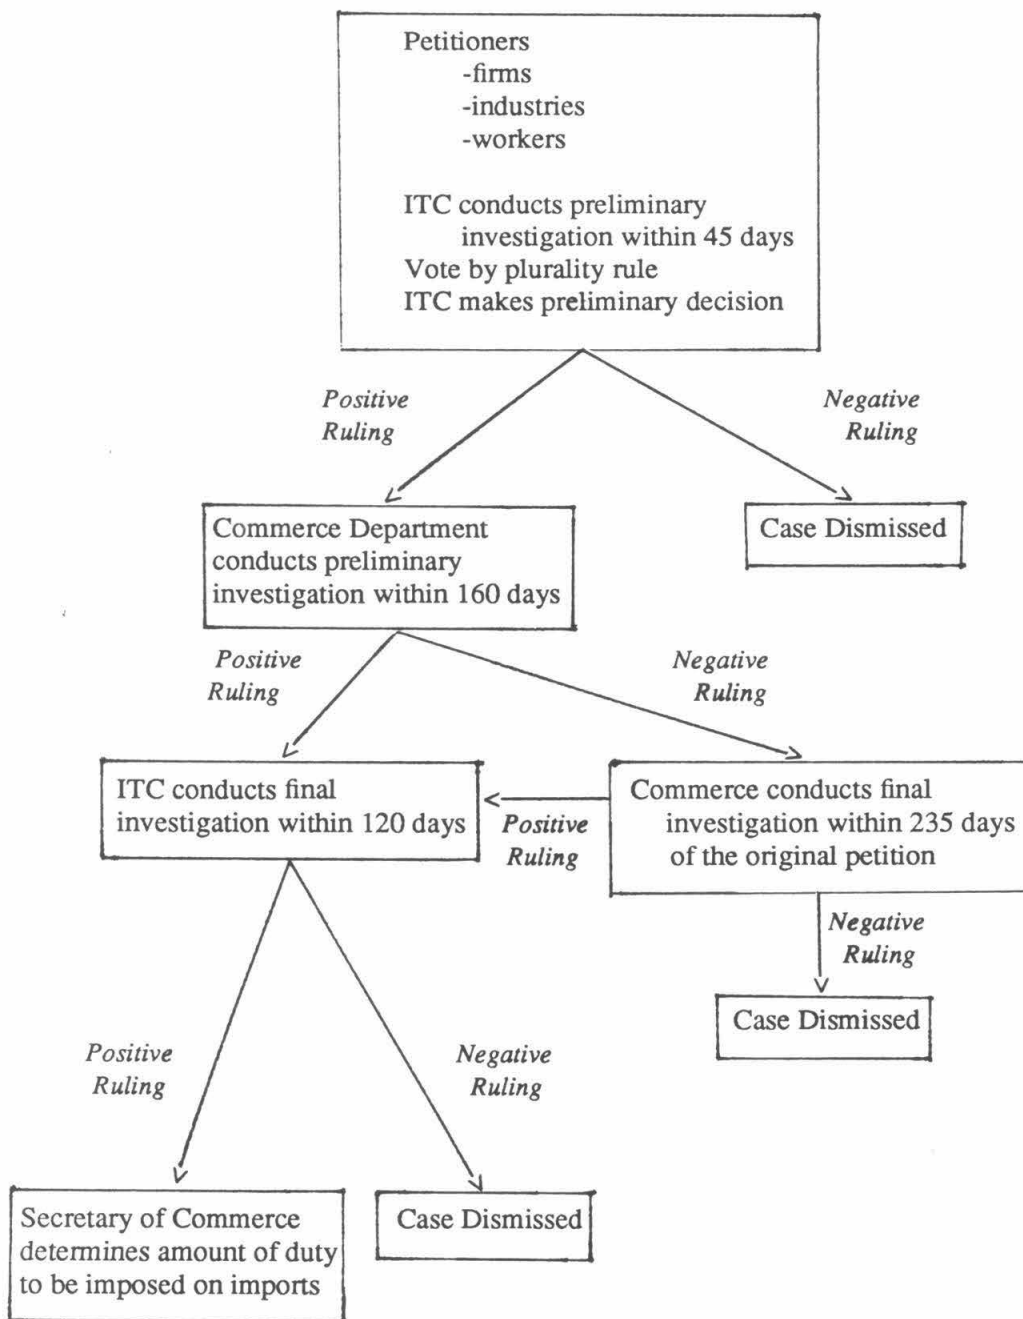 Petitioners
-firms
-industries
-workers
ITC conducts preliminary
investigation within 45 days
Vote by plurality rule
ITC makes preliminary decision
Positive
Ruling
Negative
Ruling
Commerce Department
conducts preliminary
investigation within 160 days
Case Dismissed
Positive
Ruling
Negative
Ruling
ITC conducts final
investigation within 120 days
Positive
Ruling
Commerce conducts final
investigation within 235 days
of the original petition
Negative
Ruling
Case Dismissed
Positive
Ruling
Negative
Ruling
Secretary of Commerce
determines amount of duty
to be imposed on imports
Case Dismissed